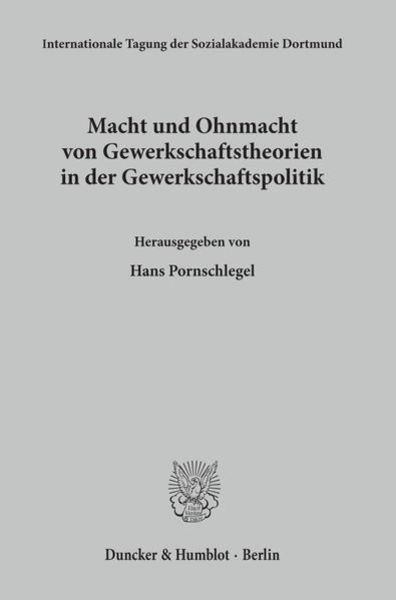 Internationale Tagung der Sozialakademie Dortmund
Macht und Ohnmacht
von Gewerkschaftstheorien
in der Gewerkschaftspolitik
Herausgegeben von
Hans Pornschlegel
Duncker & Humblot · Berlin